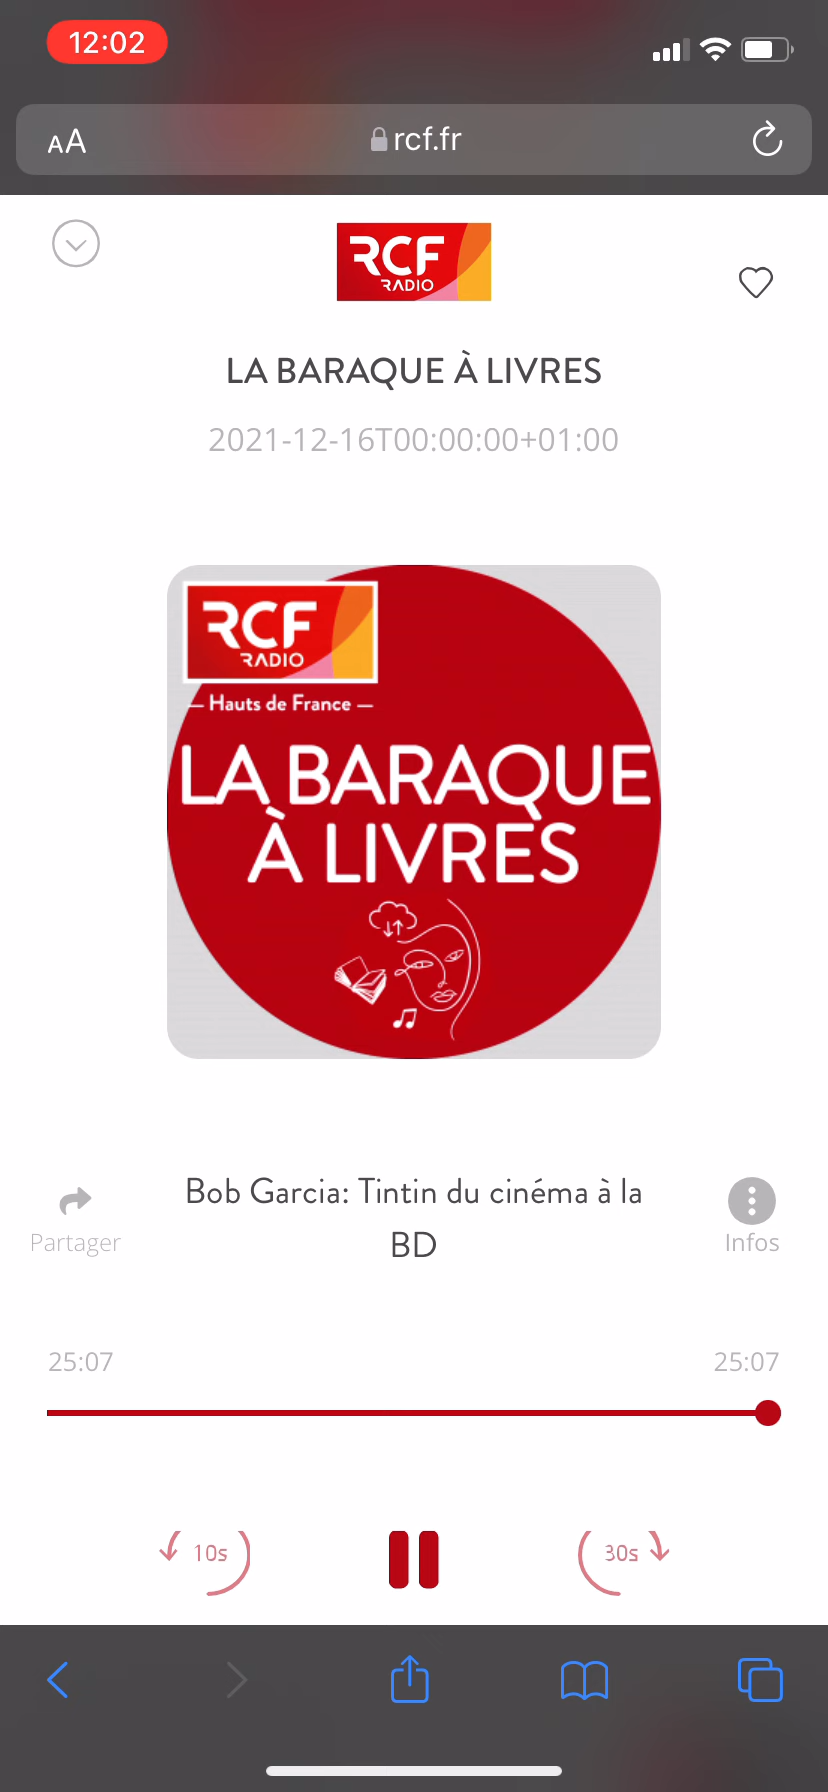 12:02
AA
rcf.fr
RCF
RADIO
LA BARAQUE À LIVRES
2021-12-16T00:00:00+01:00
RCF
RADIO
— Hauts de France —
LA BARAQUE
À LIVRES
Bob Garcia: Tintin du cinéma à la
BD
Partager
Infos
25:07
25:07
10s
30s